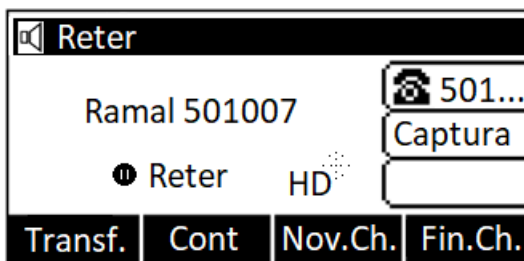 Reter
501...
Ramal 501007
Captura
Reter HD
Transf. Cont Nov.Ch. Fin.Ch.